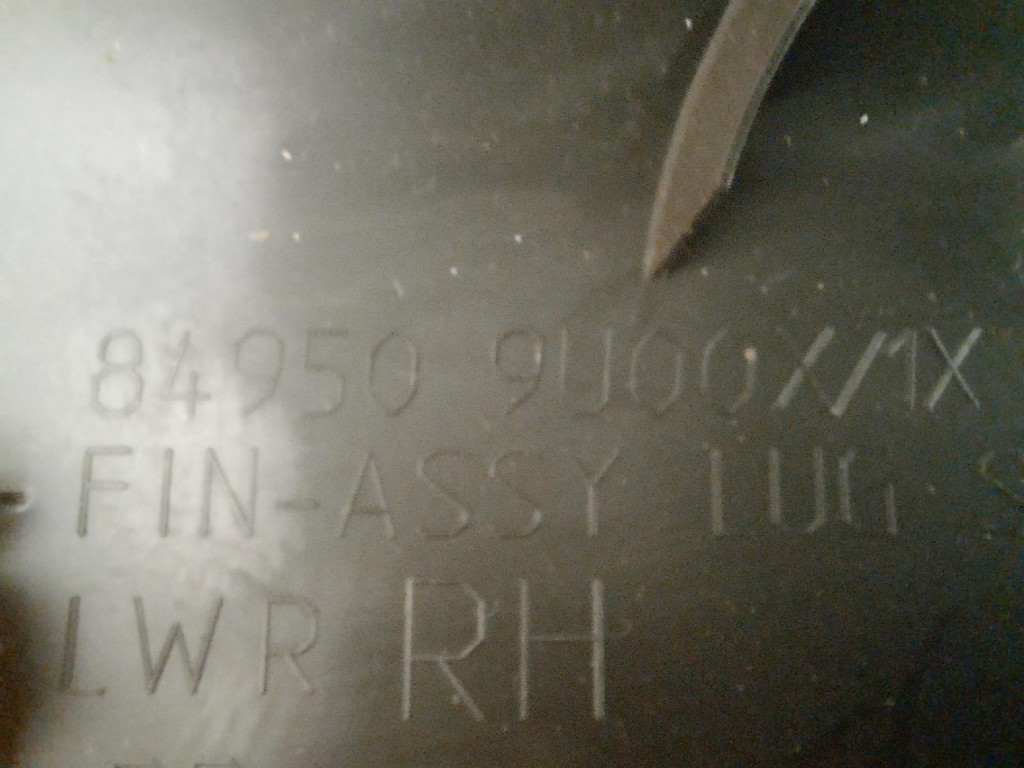 84950 9U00X/1X
FIN-ASSY LUG S
LWR RH